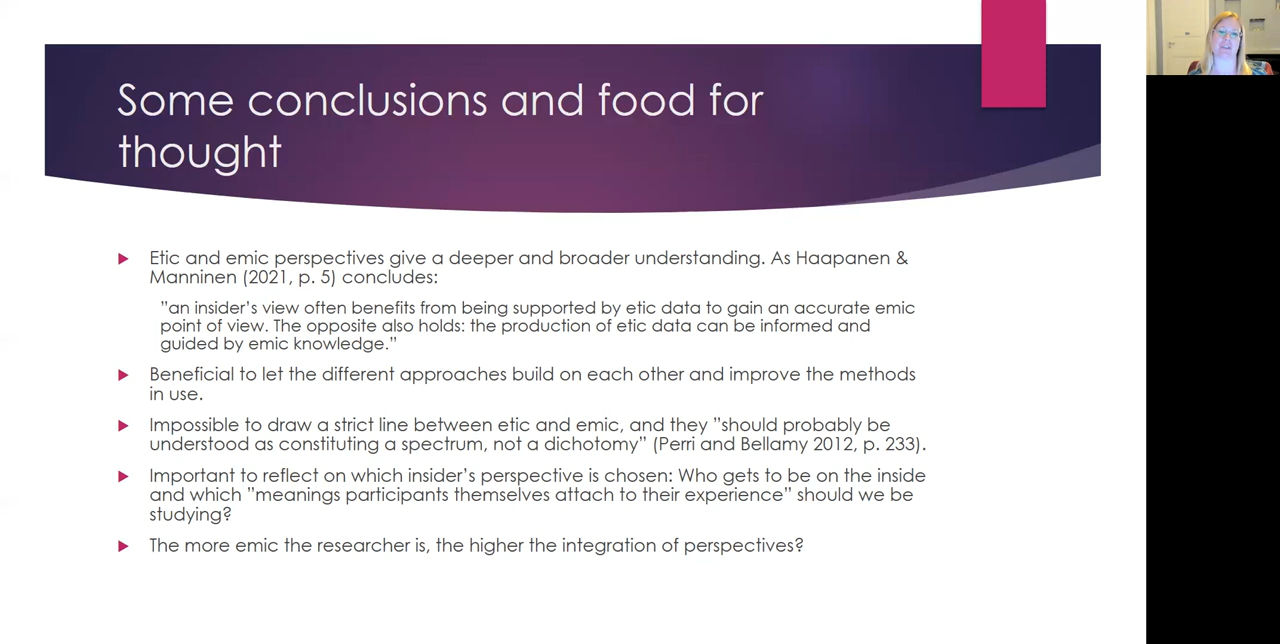 Some conclusions and food for
thought
Etic and emic perspectives give a deeper and broader understanding. As Haapanen &
Manninen (2021, p. 5) concludes:
”an insider’s view often benefits from being supported by etic data to gain an accurate emic
point of view. The opposite also holds: the production of etic data can be informed and
guided by emic knowledge.”
Beneficial to let the different approaches build on each other and improve the methods
in use.
Impossible to draw a strict line between etic and emic, and they ”should probably be
understood as constituting a spectrum, not a dichotomy” (Perri and Bellamy 2012, p. 233).
Important to reflect on which insider’s perspective is chosen: Who gets to be on the inside
and which ”meanings participants themselves attach to their experience” should we be
studying?
The more emic the researcher is, the higher the integration of perspectives?